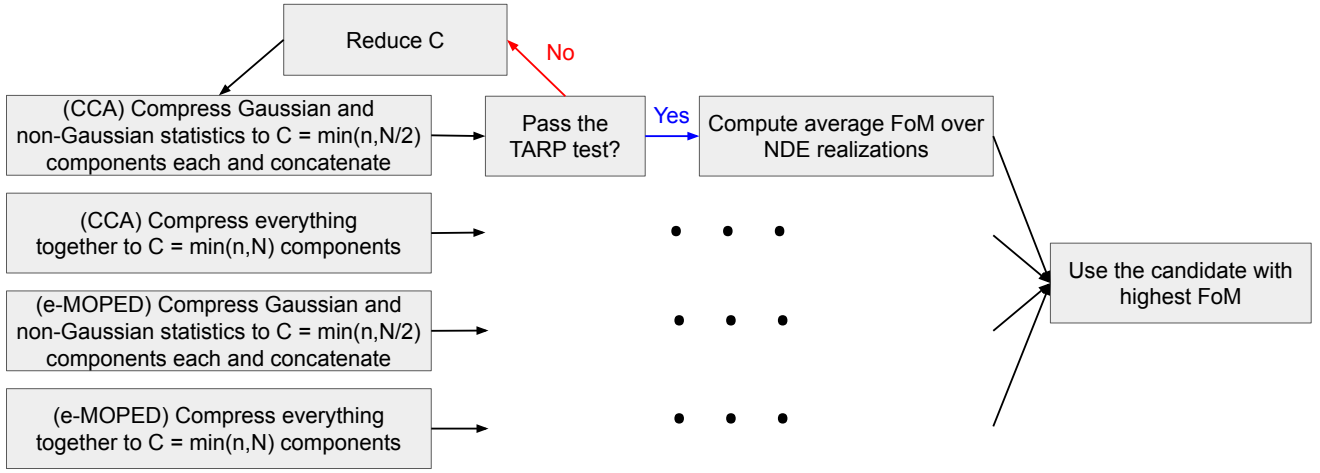 Reduce C
No
(CCA) Compress Gaussian and
non-Gaussian statistics to C = min(n,N/2)
components each and concatenate
Pass the
TARP test?
Yes
Compute average FoM over
NDE realizations
(CCA) Compress everything
together to C = min(n,N) components
Use the candidate with
highest FoM
(e-MOPED) Compress Gaussian and
non-Gaussian statistics to C = min(n,N/2)
components each and concatenate
(e-MOPED) Compress everything
together to C = min(n,N) components